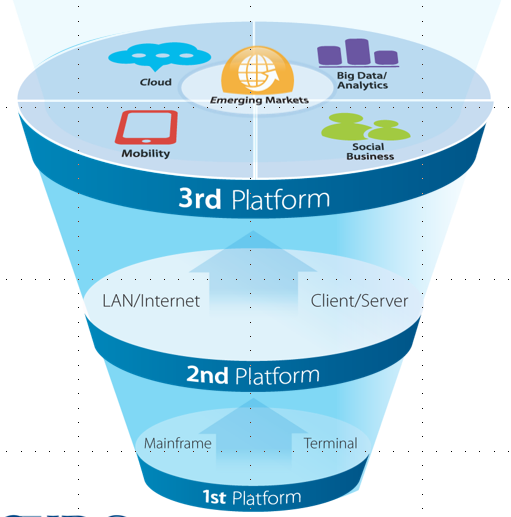 Cloud
Big Data/
Analytics
Emerging Markets
Mobility
Social
Business
3rd Platform
LAN/Internet
Client/Server
2nd Platform
Mainframe
Terminal
1st Platform